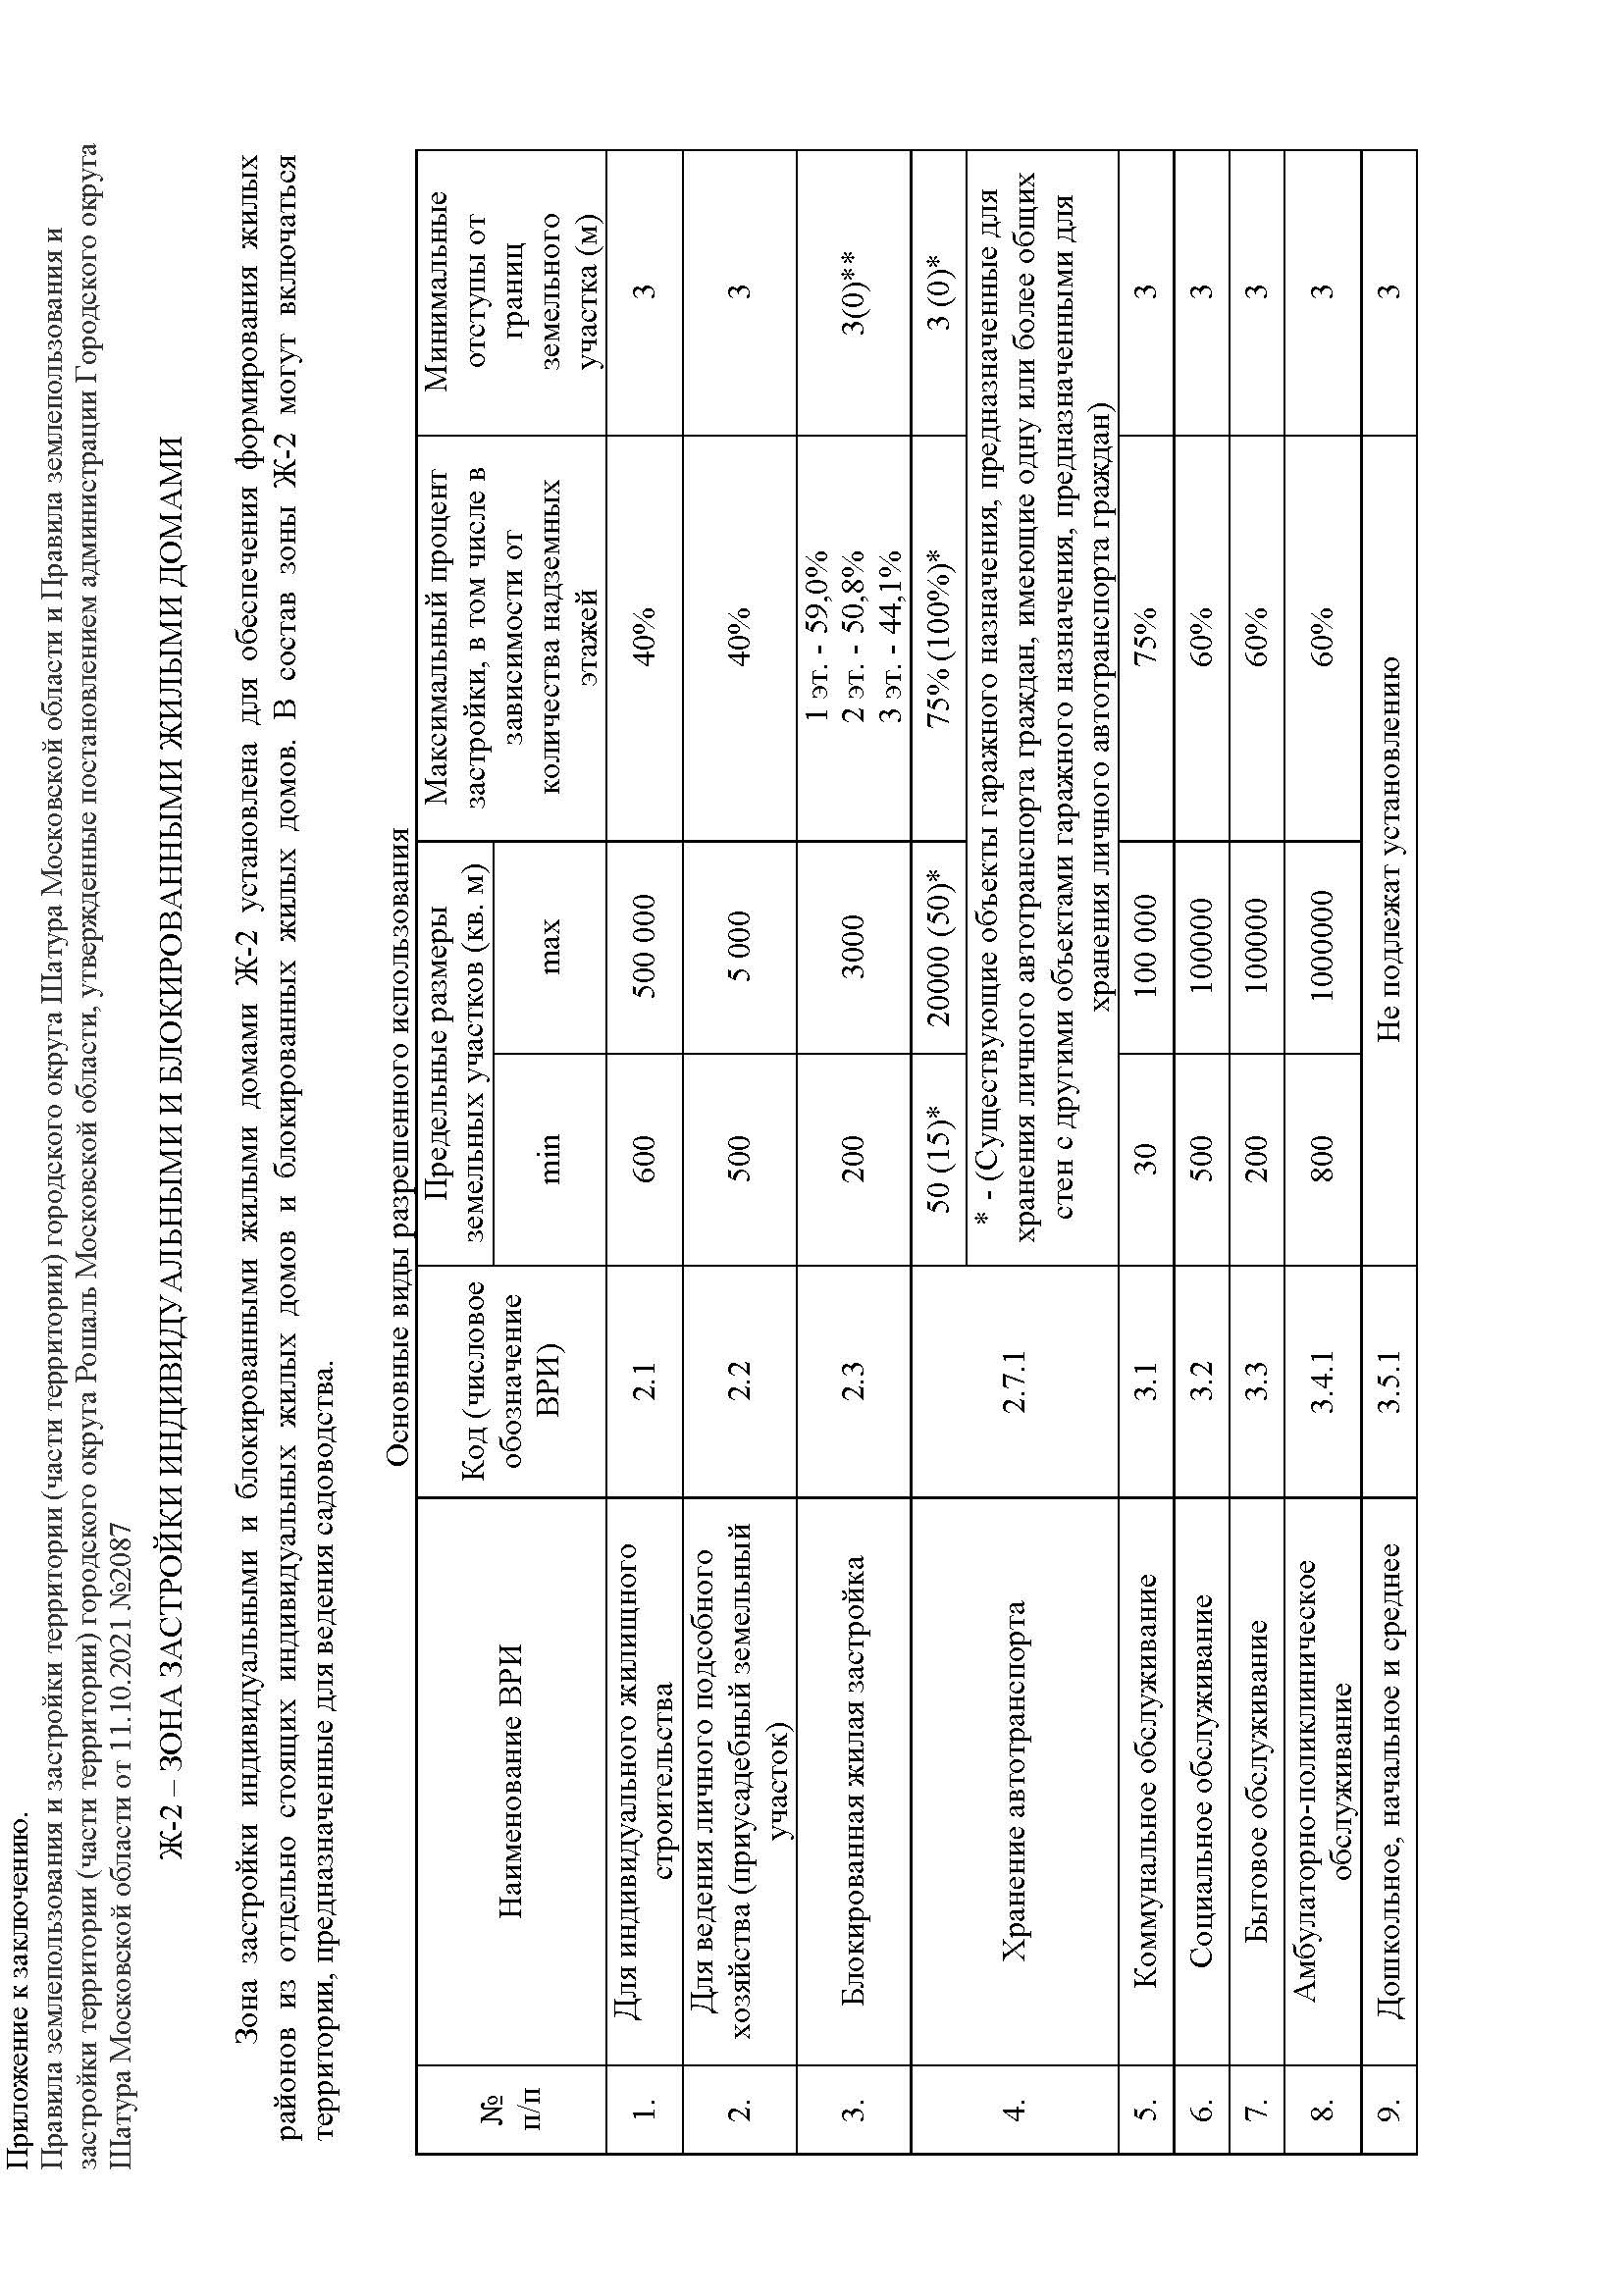 Приложение к заключению.
Правила землепользования и застройки территории (части территории) городского округа Шатура Московской области и Правила землепользования и
застройки территории (части территории) городского округа Рошаль Московской области, утвержденные постановлением администрации Городского округа
Шатура Московской области от 11.10.2021 №2087
Ж-2 – ЗОНА ЗАСТРОЙКИ ИНДИВИДУАЛЬНЫМИ И БЛОКИРОВАННЫМИ ЖИЛЫМИ ДОМАМИ
Зона застройки индивидуальными и блокированными жилыми домами Ж-2 установлена для обеспечения формирования жилых
районов из отдельно стоящих индивидуальных жилых домов и блокированных жилых домов. В состав зоны Ж-2 могут включаться
территории, предназначенные для ведения садоводства.
Основные виды разрешенного использования
№
п/п
Наименование ВРИ
Код (числовое
обозначение
ВРИ)
Предельные размеры
земельных участков (кв. м)
min
max
Максимальный процент
застройки, в том числе в
зависимости от
количества надземных
этажей
Минимальные
отступы от
границ
земельного
участка (м)
1.
Для индивидуального жилищного
строительства
2.1
600
500 000
40%
3
2.
Для ведения личного подсобного
хозяйства (приусадебный земельный
участок)
2.2
500
5 000
40%
3
3.
Блокированная жилая застройка
2.3
200
3000
1 эт. - 59,0%
2 эт. - 50,8%
3 эт. - 44,1%
3(0)**
4.
Хранение автотранспорта
2.7.1
50 (15)*
20000 (50)*
75% (100%)*
3 (0)*
* - (Существующие объекты гаражного назначения, предназначенные для
хранения личного автотранспорта граждан, имеющие одну или более общих
стен с другими объектами гаражного назначения, предназначенными для
хранения личного автотранспорта граждан)
5.
Коммунальное обслуживание
3.1
30
100 000
75%
3
6.
Социальное обслуживание
3.2
500
100000
60%
3
7.
Бытовое обслуживание
3.3
200
100000
60%
3
8.
Амбулаторно-поликлиническое
обслуживание
3.4.1
800
1000000
60%
3
9.
Дошкольное, начальное и среднее
3.5.1
Не подлежат установлению
3